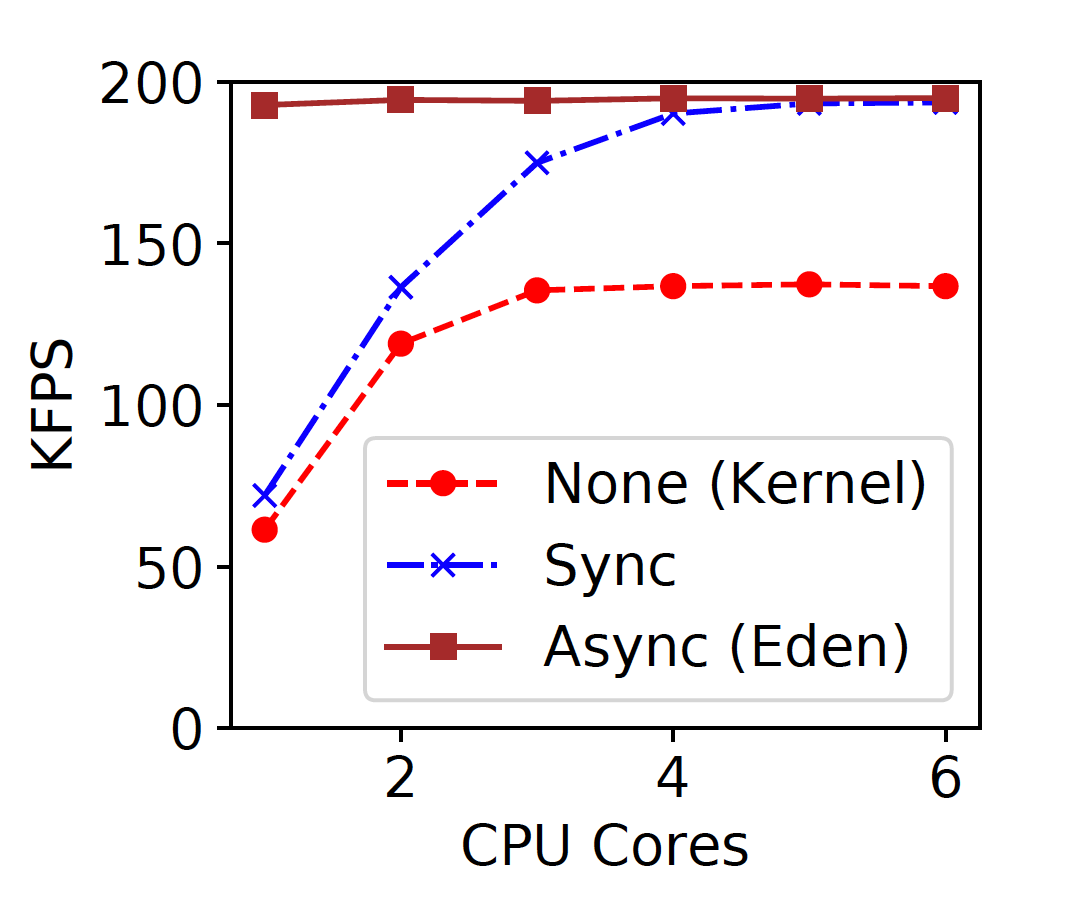 200
150
100
50
0
KFPS
None (Kernel)
Sync
Async (Eden)
2 4 6
CPU Cores